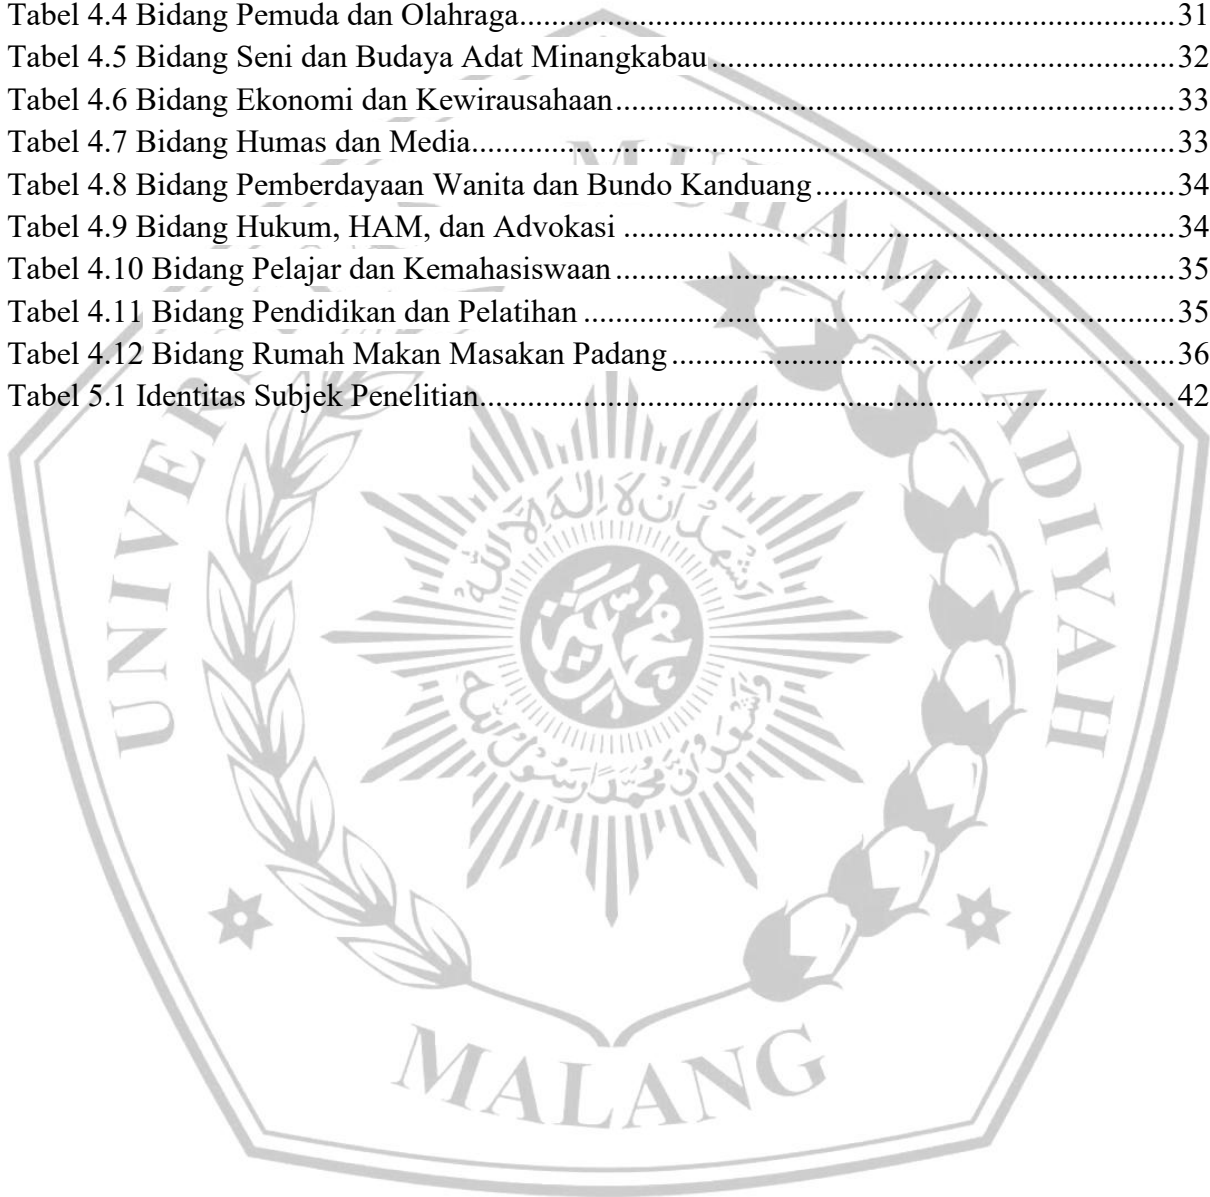 Tabel 4.4 Bidang Pemuda dan Olahraga.....................................................................................31
Tabel 4.5 Bidang Seni dan Budaya Adat Minangkabau............................................................32
Tabel 4.6 Bidang Ekonomi dan Kewirausahaan........................................................................33
Tabel 4.7 Bidang Humas dan Media..........................................................................................33
Tabel 4.8 Bidang Pemberdayaan Wanita dan Bundo Kanduang...............................................34
Tabel 4.9 Bidang Hukum, HAM, dan Advokasi .......................................................................34
Tabel 4.10 Bidang Pelajar dan Kemahasiswaan........................................................................35
Tabel 4.11 Bidang Pendidikan dan Pelatihan ............................................................................35
Tabel 4.12 Bidang Rumah Makan Masakan Padang.................................................................36
Tabel 5.1 Identitas Subjek Penelitian.........................................................................................42
MUHAMMADIYAH
MALANG